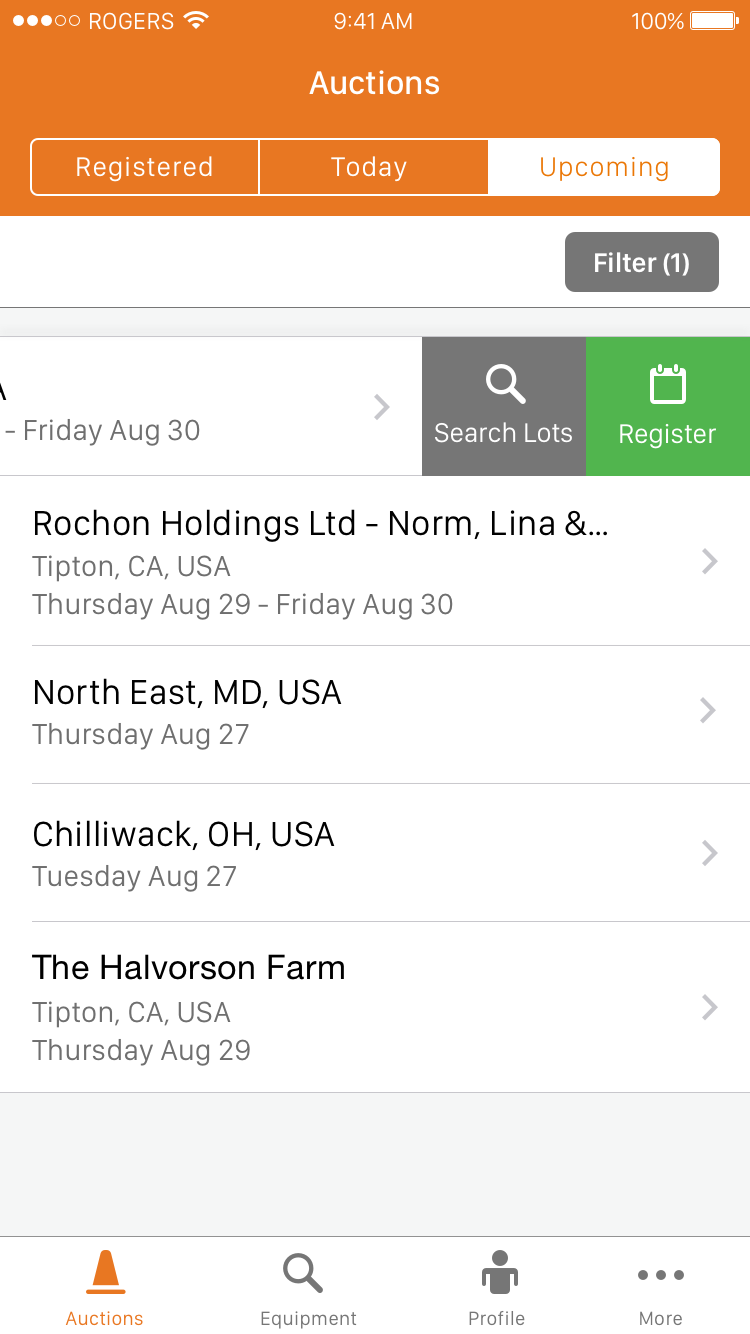 ROGERS 9:41 AM 100%
Auctions
Registered Today Upcoming
Filter (1)
A
- Friday Aug 30
Search Lots Register
Rochon Holdings Ltd - Norm, Lina &...
Tipton, CA, USA
Thursday Aug 29 - Friday Aug 30
North East, MD, USA
Thursday Aug 27
Chilliwack, OH, USA
Tuesday Aug 27
The Halvorson Farm
Tipton, CA, USA
Thursday Aug 29
Auctions Equipment Profile More